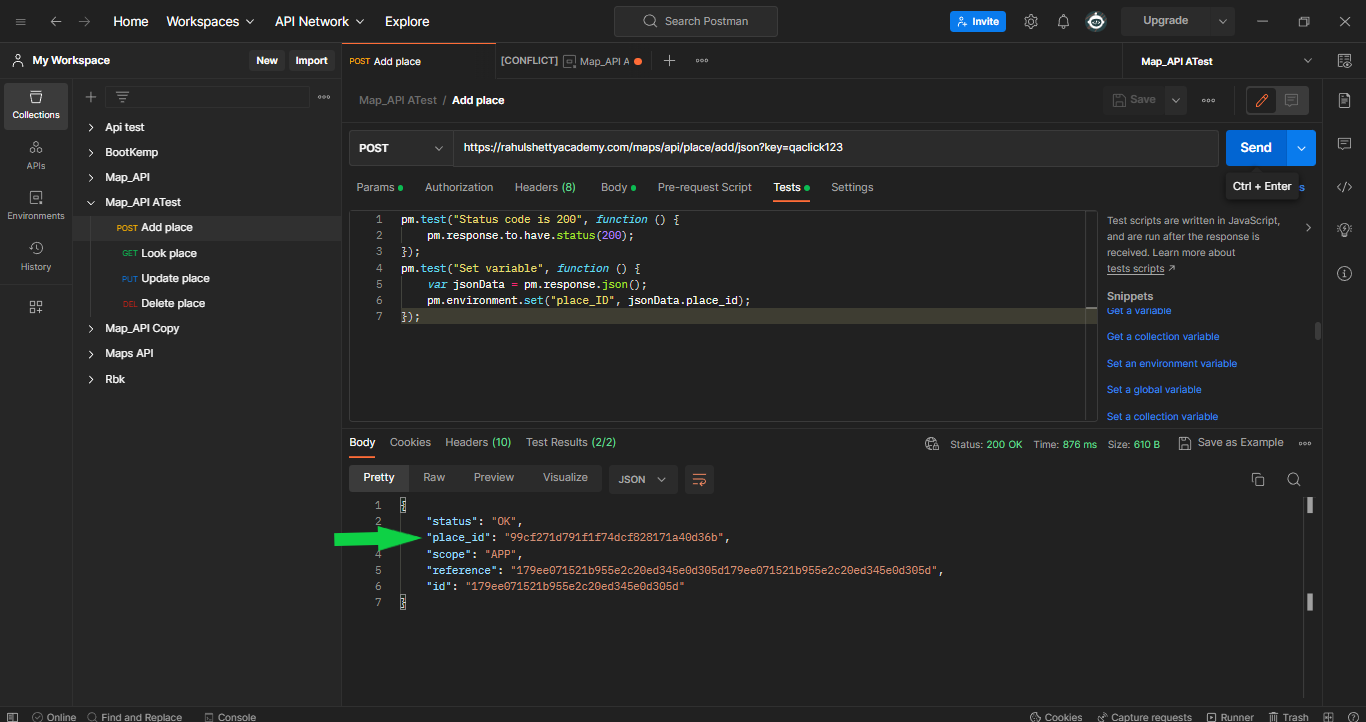 Home Workspaces API Network Explore Search Postman Invite Upgrade
My Workspace New Import POST Add place [CONFLICT] Map_API A Map_API ATest
Collections
APIs
Environments
History
Api test
BootKemp
Map_API
Map_API ATest
POST Add place
GET Look place
PUT Update place
DEL Delete place
Map_API Copy
Maps API
Rbk
Map_API ATest / Add place Save
POST https://rahulshettyacademy.com/maps/api/place/add/json?key=qaclick123 Send
Ctrl + Enter s
Params Authorization Headers (8) Body Pre-request Script Tests Settings
1 pm.test("Status code is 200", function () {
2 pm.response.to.have.status(200);
3 });
4 pm.test("Set variable", function () {
5 var jsonData = pm.response.json();
6 pm.environment.set("place_ID", jsonData.place_id);
7 });
Test scripts are written in JavaScript,
and are run after the response is
received. Learn more about
tests scripts ↗
Snippets
Get a variable
Get a collection variable
Set an environment variable
Set a global variable
Set a collection variable
Body Cookies Headers (10) Test Results (2/2) Status: 200 OK Time: 876 ms Size: 610 B Save as Example
Pretty Raw Preview Visualize JSON
1 {
2 "status": "OK",
"place_id": "99cf271d791f1f74dcf828171a40d36b",
4 "scope": "APP",
5 "reference": "179ee071521b955e2c20ed345e0d305d179ee071521b955e2c20ed345e0d305d",
6 "id": "179ee071521b955e2c20ed345e0d305d"
7 }
Online Find and Replace Console Cookies Capture requests Runner Trash